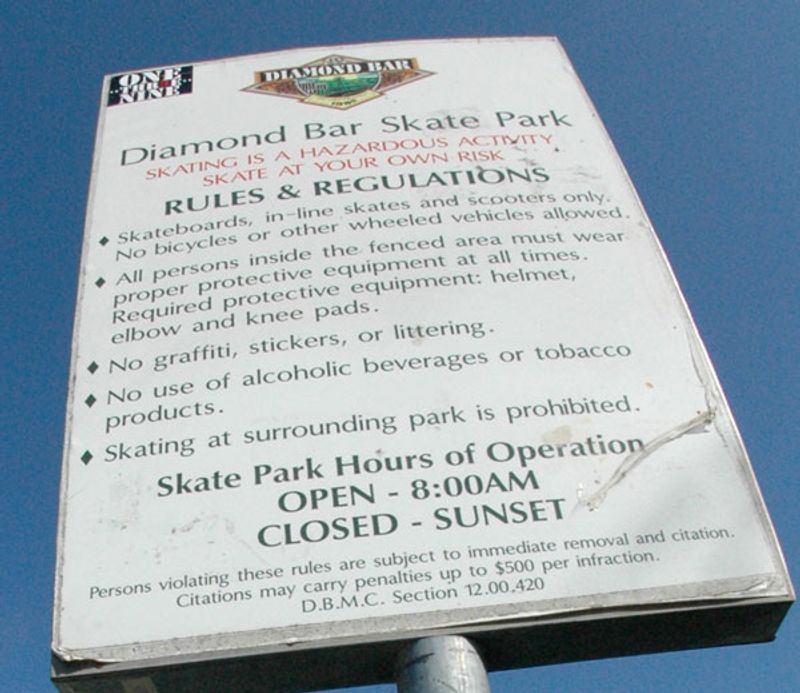 ONE
NINE
DIAMOND BAR
Diamond Bar Skate Park
SKATING IS A HAZARDOUS ACTIVITY
SKATE AT YOUR OWN RISK
RULES & REGULATIONS
♦ Skateboards, in-line skates and scooters only.
No bicycles or other wheeled vehicles allowed.
♦ All persons inside the fenced area must wear
proper protective equipment at all times.
Required protective equipment: helmet,
elbow and knee pads.
♦ No graffiti, stickers, or littering.
♦ No use of alcoholic beverages or tobacco
products.
♦ Skating at surrounding park is prohibited.
Skate Park Hours of Operation
OPEN - 8:00AM
CLOSED - SUNSET
Persons violating these rules are subject to immediate removal and citation.
Citations may carry penalties up to $500 per infraction.
D.B.M.C. Section 12.00.420